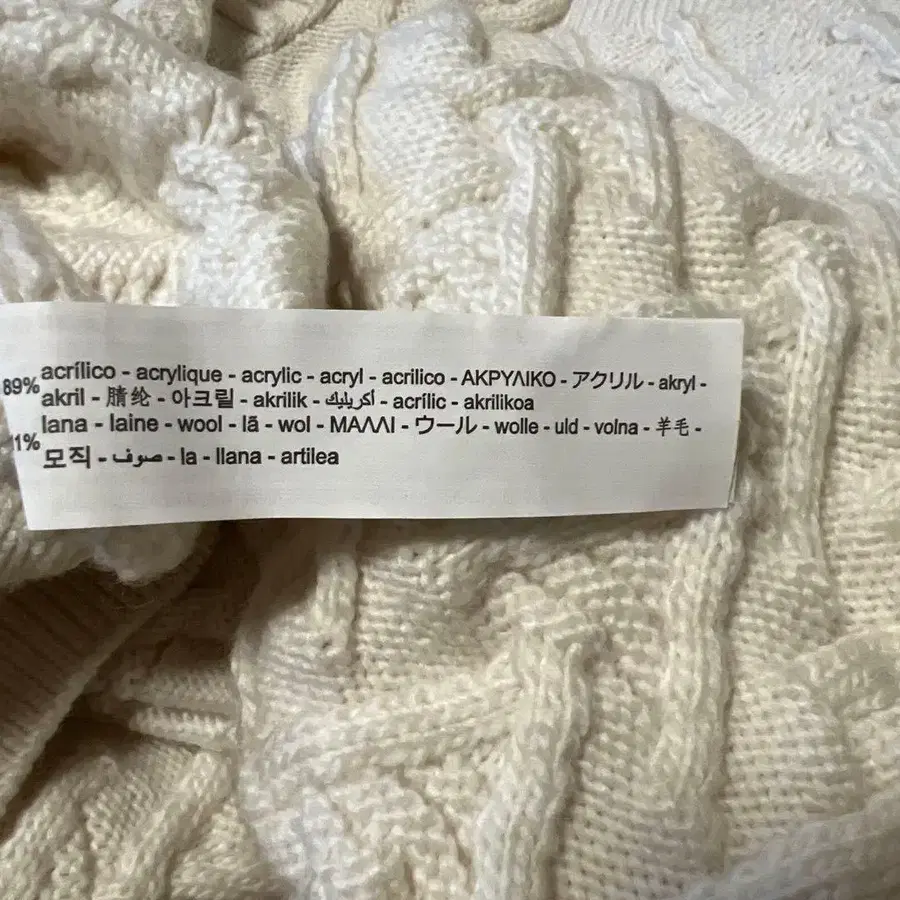 89% acrílico - acrylique - acrylic - acryl - acrilico - ΑΚΡΥΛΙΚΟ - アクリル - akryl -
akril - 腈纶 - 아크릴 - akrilik - أكريليك - acrílic - akrilikoa
1% lana - laine - wool - lã - wol - ΜΑΛΛΙ - ウール - wolle - uld - volna - 羊毛 -
모직 - صوف - la - llana - artilea